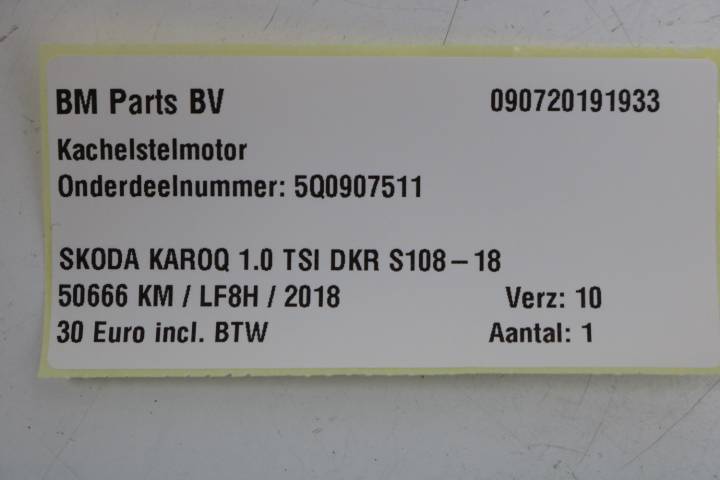 BM Parts BV 090720191933
Kachelstelmotor
Onderdeelnummer: 5Q0907511
SKODA KAROQ 1.0 TSI DKR S108-18
50666 KM / LF8H / 2018 Verz: 10
30 Euro incl. BTW Aantal: 1